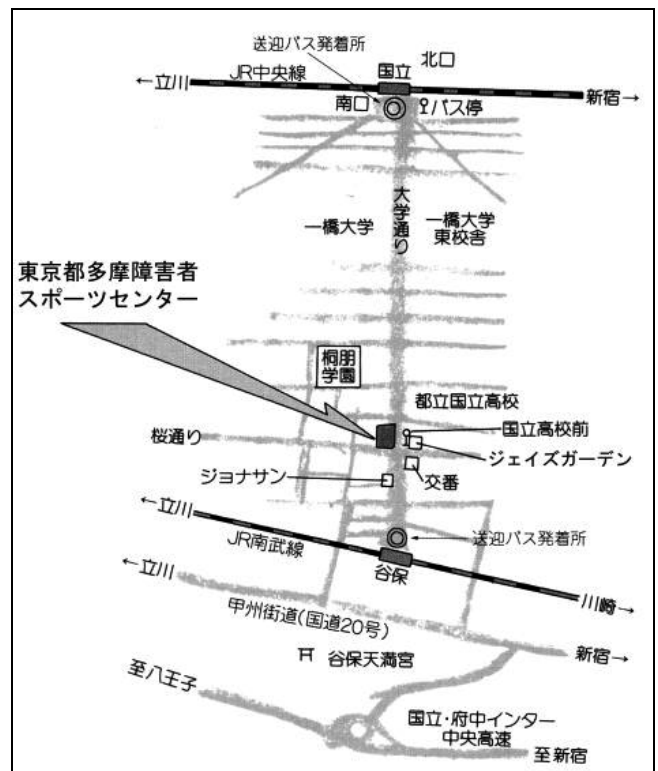 送迎バス発着所
北口
国立
JR中央線
←立川
新宿→
南口
バス停
大学通り
一橋大学
一橋大学
東校舎
東京都多摩障害者
スポーツセンター
桐朋
学園
都立国立高校
国立高校前
桜通り
ジェイズガーデン
ジョナサン
交番
←立川
JR南武線
送迎バス発着所
谷保
←立川
川崎→
甲州街道(国道20号)
新宿→
谷保天満宮
至八王子
国立・府中インター
中央高速
至新宿